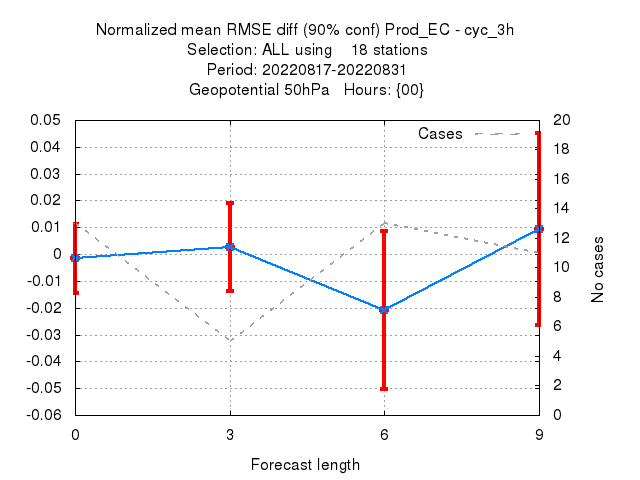 Normalized mean RMSE diff (90% conf) Prod_EC - cyc_3h
Selection: ALL using    18 stations
Period: 20220817-20220831
Geopotential 50hPa   Hours: {00}
Cases
0.05
0.04
0.03
0.02
0.01
0
-0.01
-0.02
-0.03
-0.04
-0.05
-0.06
20
18
16
14
12
10
8
6
4
2
0
No cases
0 3 6 9
Forecast length